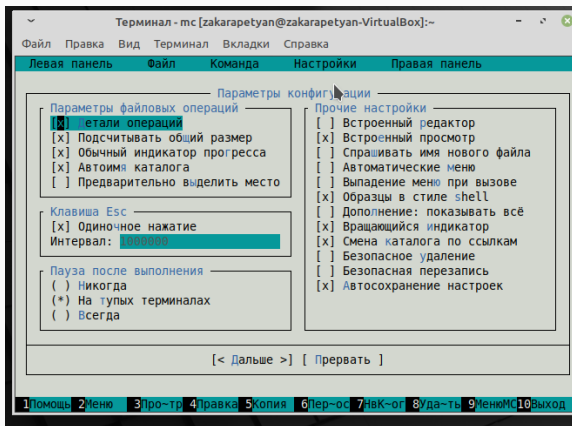 Терминал - mc [zakarapetyan@zakarapetyan-VirtualBox]:~
Файл Правка Вид Терминал Вкладки Справка
Левая панель Файл Команда Настройки Правая панель
Параметры конфигурации
Параметры файловых операций
[x] Детали операций
[x] Подсчитывать общий размер
[x] Обычный индикатор прогресса
[x] Автоимя каталога
[ ] Предварительно выделить место
Клавиша Esc
[x] Одиночное нажатие
Интервал: 1000000
Пауза после выполнения
( ) Никогда
(*) На тупых терминалах
( ) Всегда
Прочие настройки
[ ] Встроенный редактор
[x] Встроенный просмотр
[ ] Спрашивать имя нового файла
[ ] Автоматические меню
[ ] Выпадение меню при вызове
[x] Образцы в стиле shell
[ ] Дополнение: показывать всё
[x] Вращающийся индикатор
[x] Смена каталога по ссылкам
[ ] Безопасное удаление
[ ] Безопасная перезапись
[x] Автосохранение настроек
[< Дальше >] [ Прервать ]
1Помощь 2Меню 3Про~тр 4Правка 5Копия 6Пер~ос 7НвК~ог 8Уда~ть 9МенюМС 10Выход